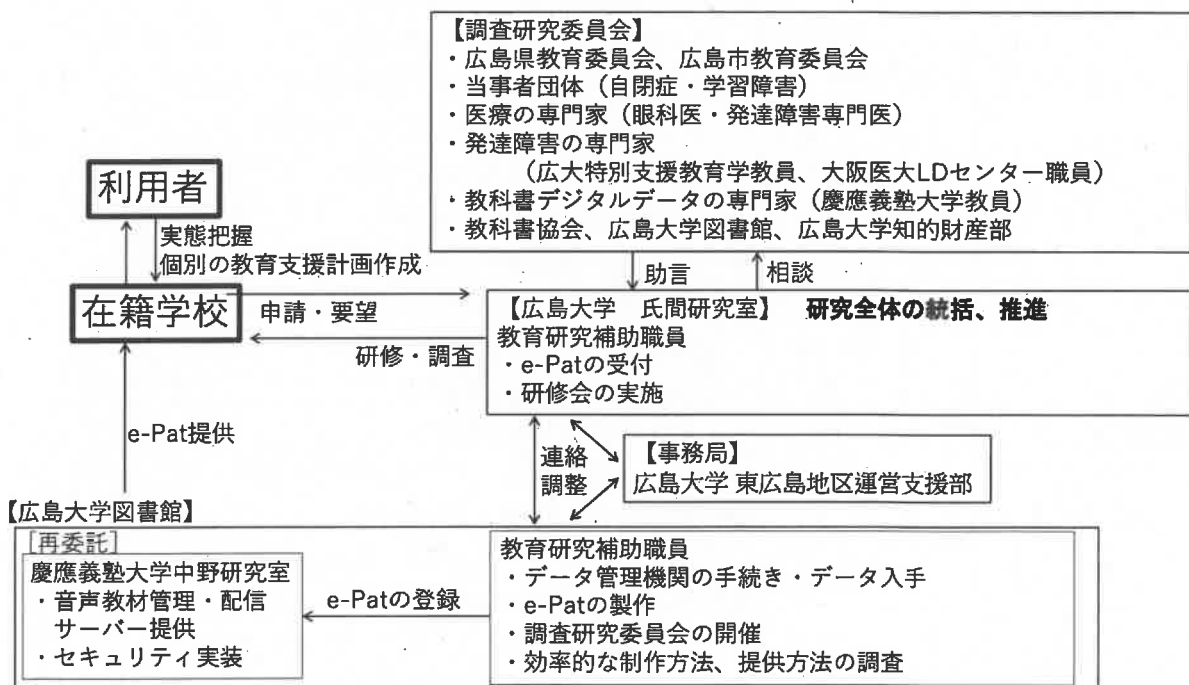 【調査研究委員会】
・広島県教育委員会、広島市教育委員会
・当事者団体（自閉症・学習障害）
・医療の専門家（眼科医・発達障害専門医）
・発達障害の専門家
（広大特別支援教育学教員、大阪医大LDセンター職員）
・教科書デジタルデータの専門家（慶應義塾大学教員）
・教科書協会、広島大学図書館、広島大学知的財産部
利用者
実態把握
個別の教育支援計画作成
助言
相談
在籍学校
申請・要望
研修・調査
【広島大学　氏間研究室】　研究全体の統括、推進
教育研究補助職員
・e-Patの受付
・研修会の実施
e-Pat提供
連絡
調整
【事務局】
広島大学 東広島地区運営支援部
【広島大学図書館】
[再委託]
慶應義塾大学中野研究室
・音声教材管理・配信
サーバー提供
・セキュリティ実装
e-Patの登録
教育研究補助職員
・データ管理機関の手続き・データ入手
・e-Patの製作
・調査研究委員会の開催
・効率的な制作方法、提供方法の調査